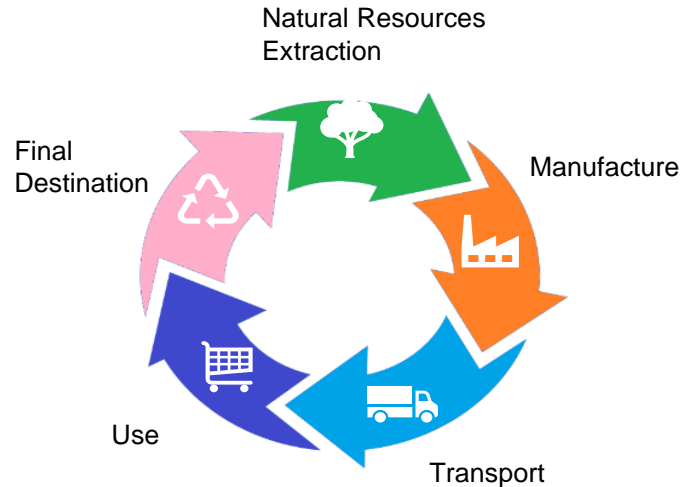 Natural Resources
Extraction
Manufacture
Transport
Use
Final
Destination